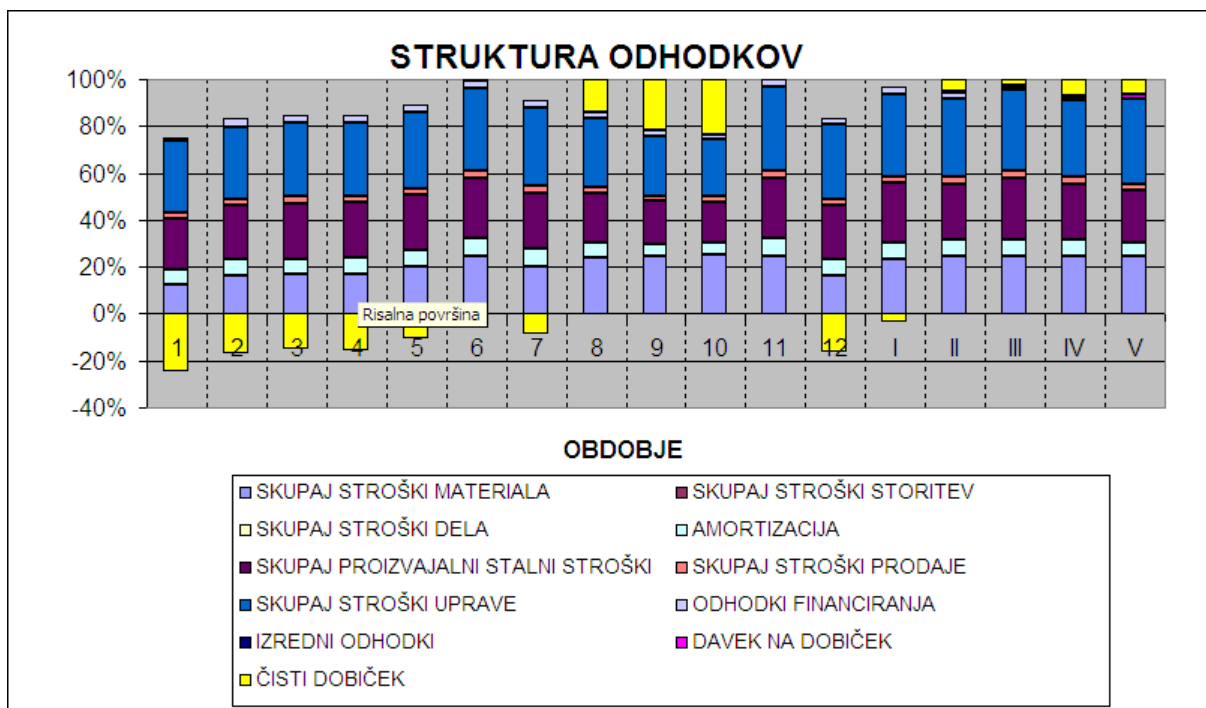 STRUKTURA ODHODKOV
100%
80%
60%
40%
20%
0%
-20%
-40%
Risalna površina
1 2 3 4 5 6 7 8 9 10 11 12 I II III IV V
OBDOBJE
SKUPAJ STROŠKI MATERIALA SKUPAJ STROŠKI STORITEV
SKUPAJ STROŠKI DELA AMORTIZACIJA
SKUPAJ PROIZVAJALNI STALNI STROŠKI SKUPAJ STROŠKI PRODAJE
SKUPAJ STROŠKI UPRAVE ODHODKI FINANCIRANJA
IZREDNI ODHODKI DAVEK NA DOBIČEK
ČISTI DOBIČEK